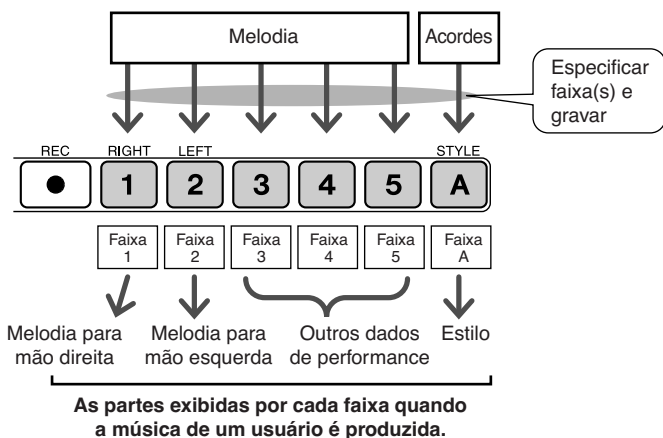 Melodia
Acordes
Especificar
faixa(s) e
gravar
REC
RIGHT
LEFT
STYLE
1
2
3
4
5
A
Faixa
1
Faixa
2
Faixa
3
Faixa
4
Faixa
5
Faixa
A
Melodia para
mão direita
Melodia para
mão esquerda
Outros dados
de performance
Estilo
As partes exibidas por cada faixa quando
a música de um usuário é produzida.